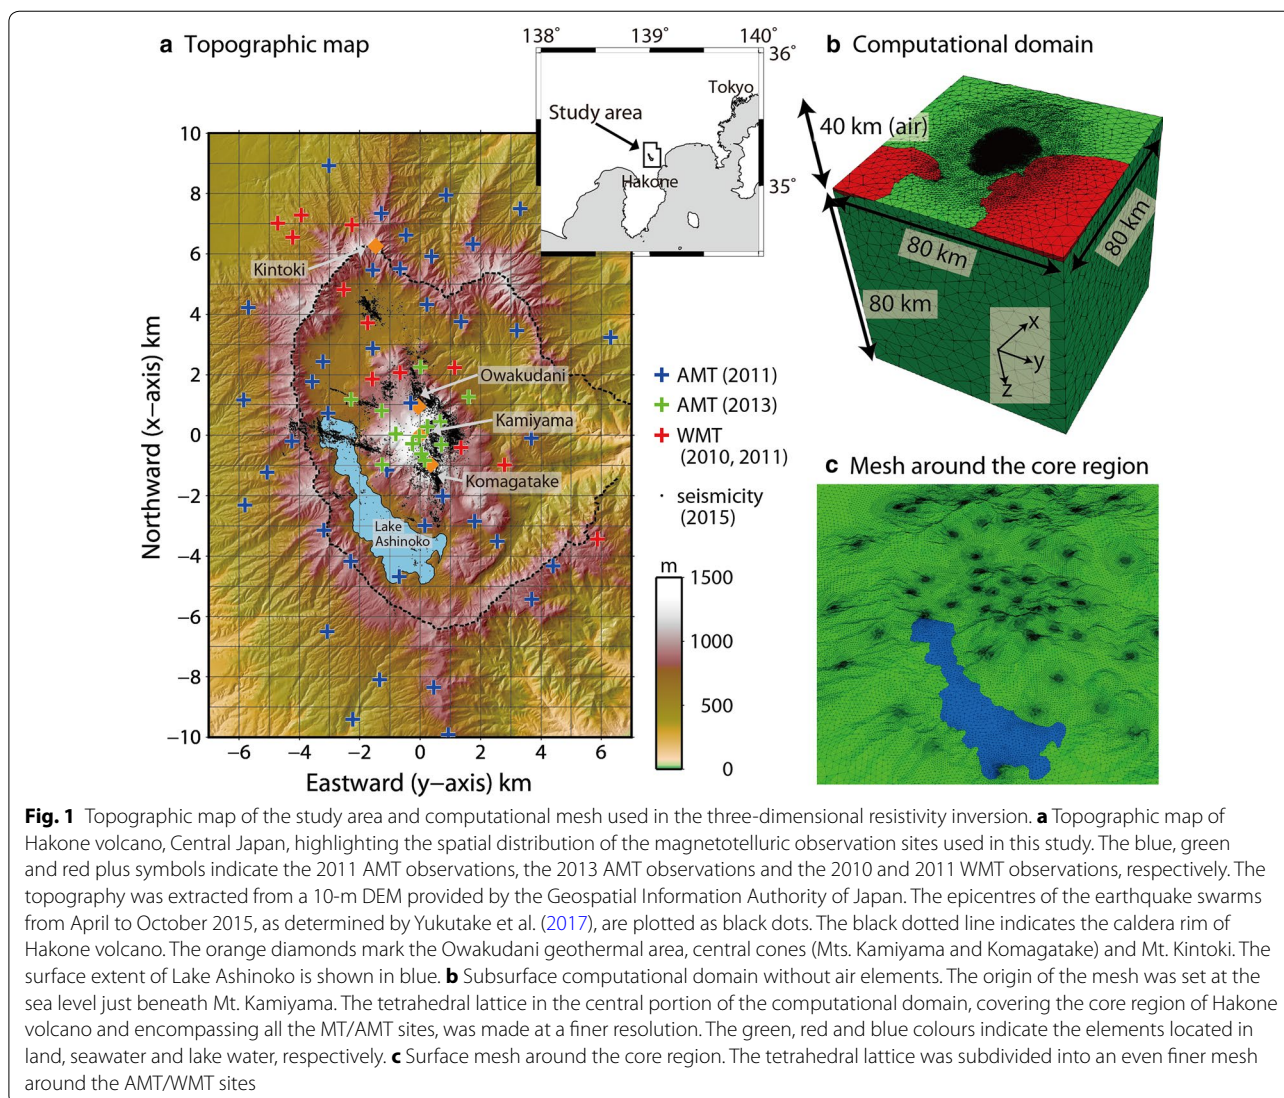 a Topographic map
138° 139° 140°
36°
35°
Tokyo
Study area
Hakone
10
8
6
4
2
0
−2
−4
−6
−8
−10
Northward (x−axis) km
−6 −4 −2 0 2 4 6
Eastward (y−axis) km
Kintoki
Owakudani
Kamiyama
Komagatake
Lake
Ashinoko
AMT (2011)
AMT (2013)
WMT
(2010, 2011)
seismicity
(2015)
m
1500
1000
500
0
b Computational domain
40 km (air)
80 km
80 km
80 km
x
y
z
c Mesh around the core region
Fig. 1 Topographic map of the study area and computational mesh used in the three-dimensional resistivity inversion. a Topographic map of
Hakone volcano, Central Japan, highlighting the spatial distribution of the magnetotelluric observation sites used in this study. The blue, green
and red plus symbols indicate the 2011 AMT observations, the 2013 AMT observations and the 2010 and 2011 WMT observations, respectively. The
topography was extracted from a 10-m DEM provided by the Geospatial Information Authority of Japan. The epicentres of the earthquake swarms
from April to October 2015, as determined by Yukutake et al. (2017), are plotted as black dots. The black dotted line indicates the caldera rim of
Hakone volcano. The orange diamonds mark the Owakudani geothermal area, central cones (Mts. Kamiyama and Komagatake) and Mt. Kintoki. The
surface extent of Lake Ashinoko is shown in blue. b Subsurface computational domain without air elements. The origin of the mesh was set at the
sea level just beneath Mt. Kamiyama. The tetrahedral lattice in the central portion of the computational domain, covering the core region of Hakone
volcano and encompassing all the MT/AMT sites, was made at a finer resolution. The green, red and blue colours indicate the elements located in
land, seawater and lake water, respectively. c Surface mesh around the core region. The tetrahedral lattice was subdivided into an even finer mesh
around the AMT/WMT sites